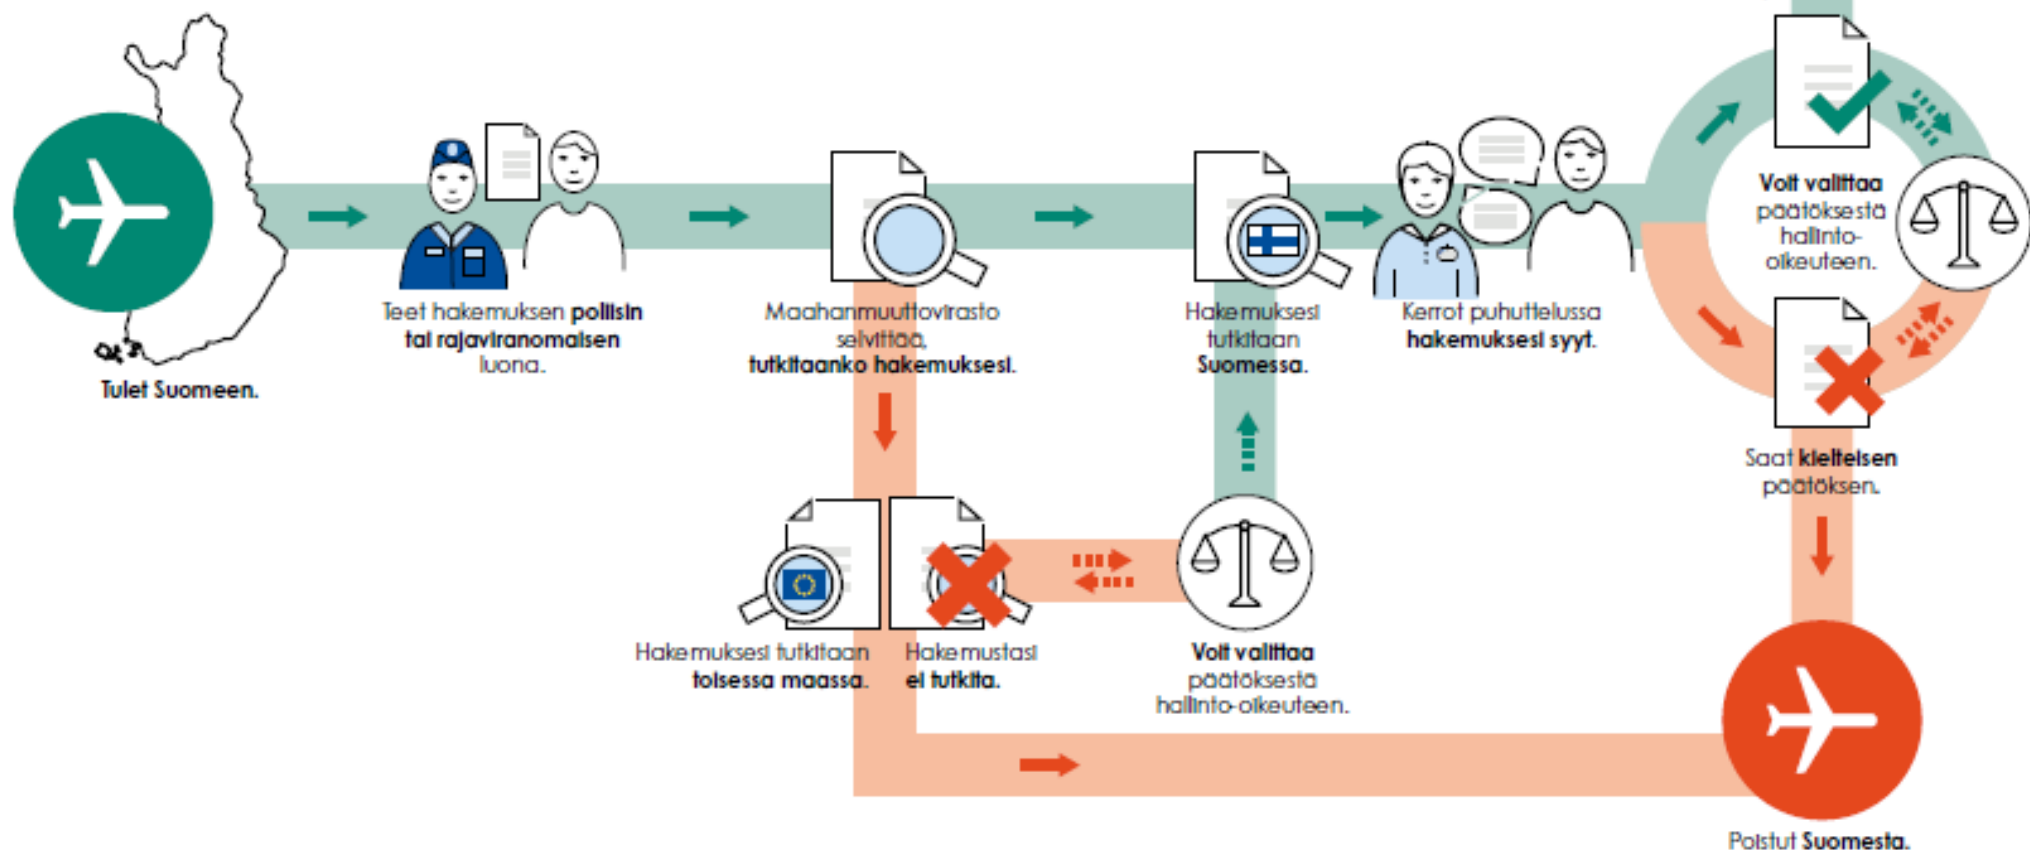 Tulet Suomeen.
Teet hakemuksen poliisin
tai rajaviranomaisen
luona.
Maahanmuuttovirasto
selvittää,
tutkitaanko hakemuksesi.
Hakemuksesi
tutkitaan
Suomessa.
Kerrot puhuttelussa
hakemuksesi syyt.
Voit valittaa
päätöksestä
hallinto-
oikeuteen.
Saat kielteisen
päätöksen.
Hakemuksesi tutkitaan
toisessa maassa.
Hakemustasi
ei tutkita.
Voit valittaa
päätöksestä
hallinto-oikeuteen.
Poistut Suomesta.